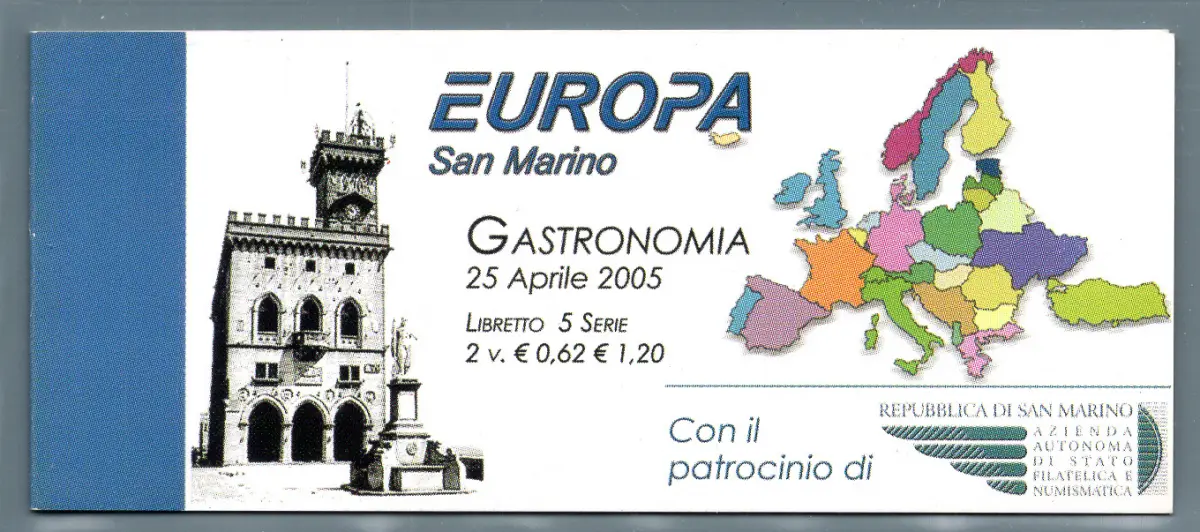 EUROPA
San Marino
GASTRONOMIA
25 Aprile 2005
LIBRETTO 5 SERIE
2 v. € 0,62 € 1,20
Con il
patrocinio di
REPUBBLICA DI SAN MARINO
AZIENDA
AUTONOMA
DI STATO
FILATELICA E
NUMISMATICA